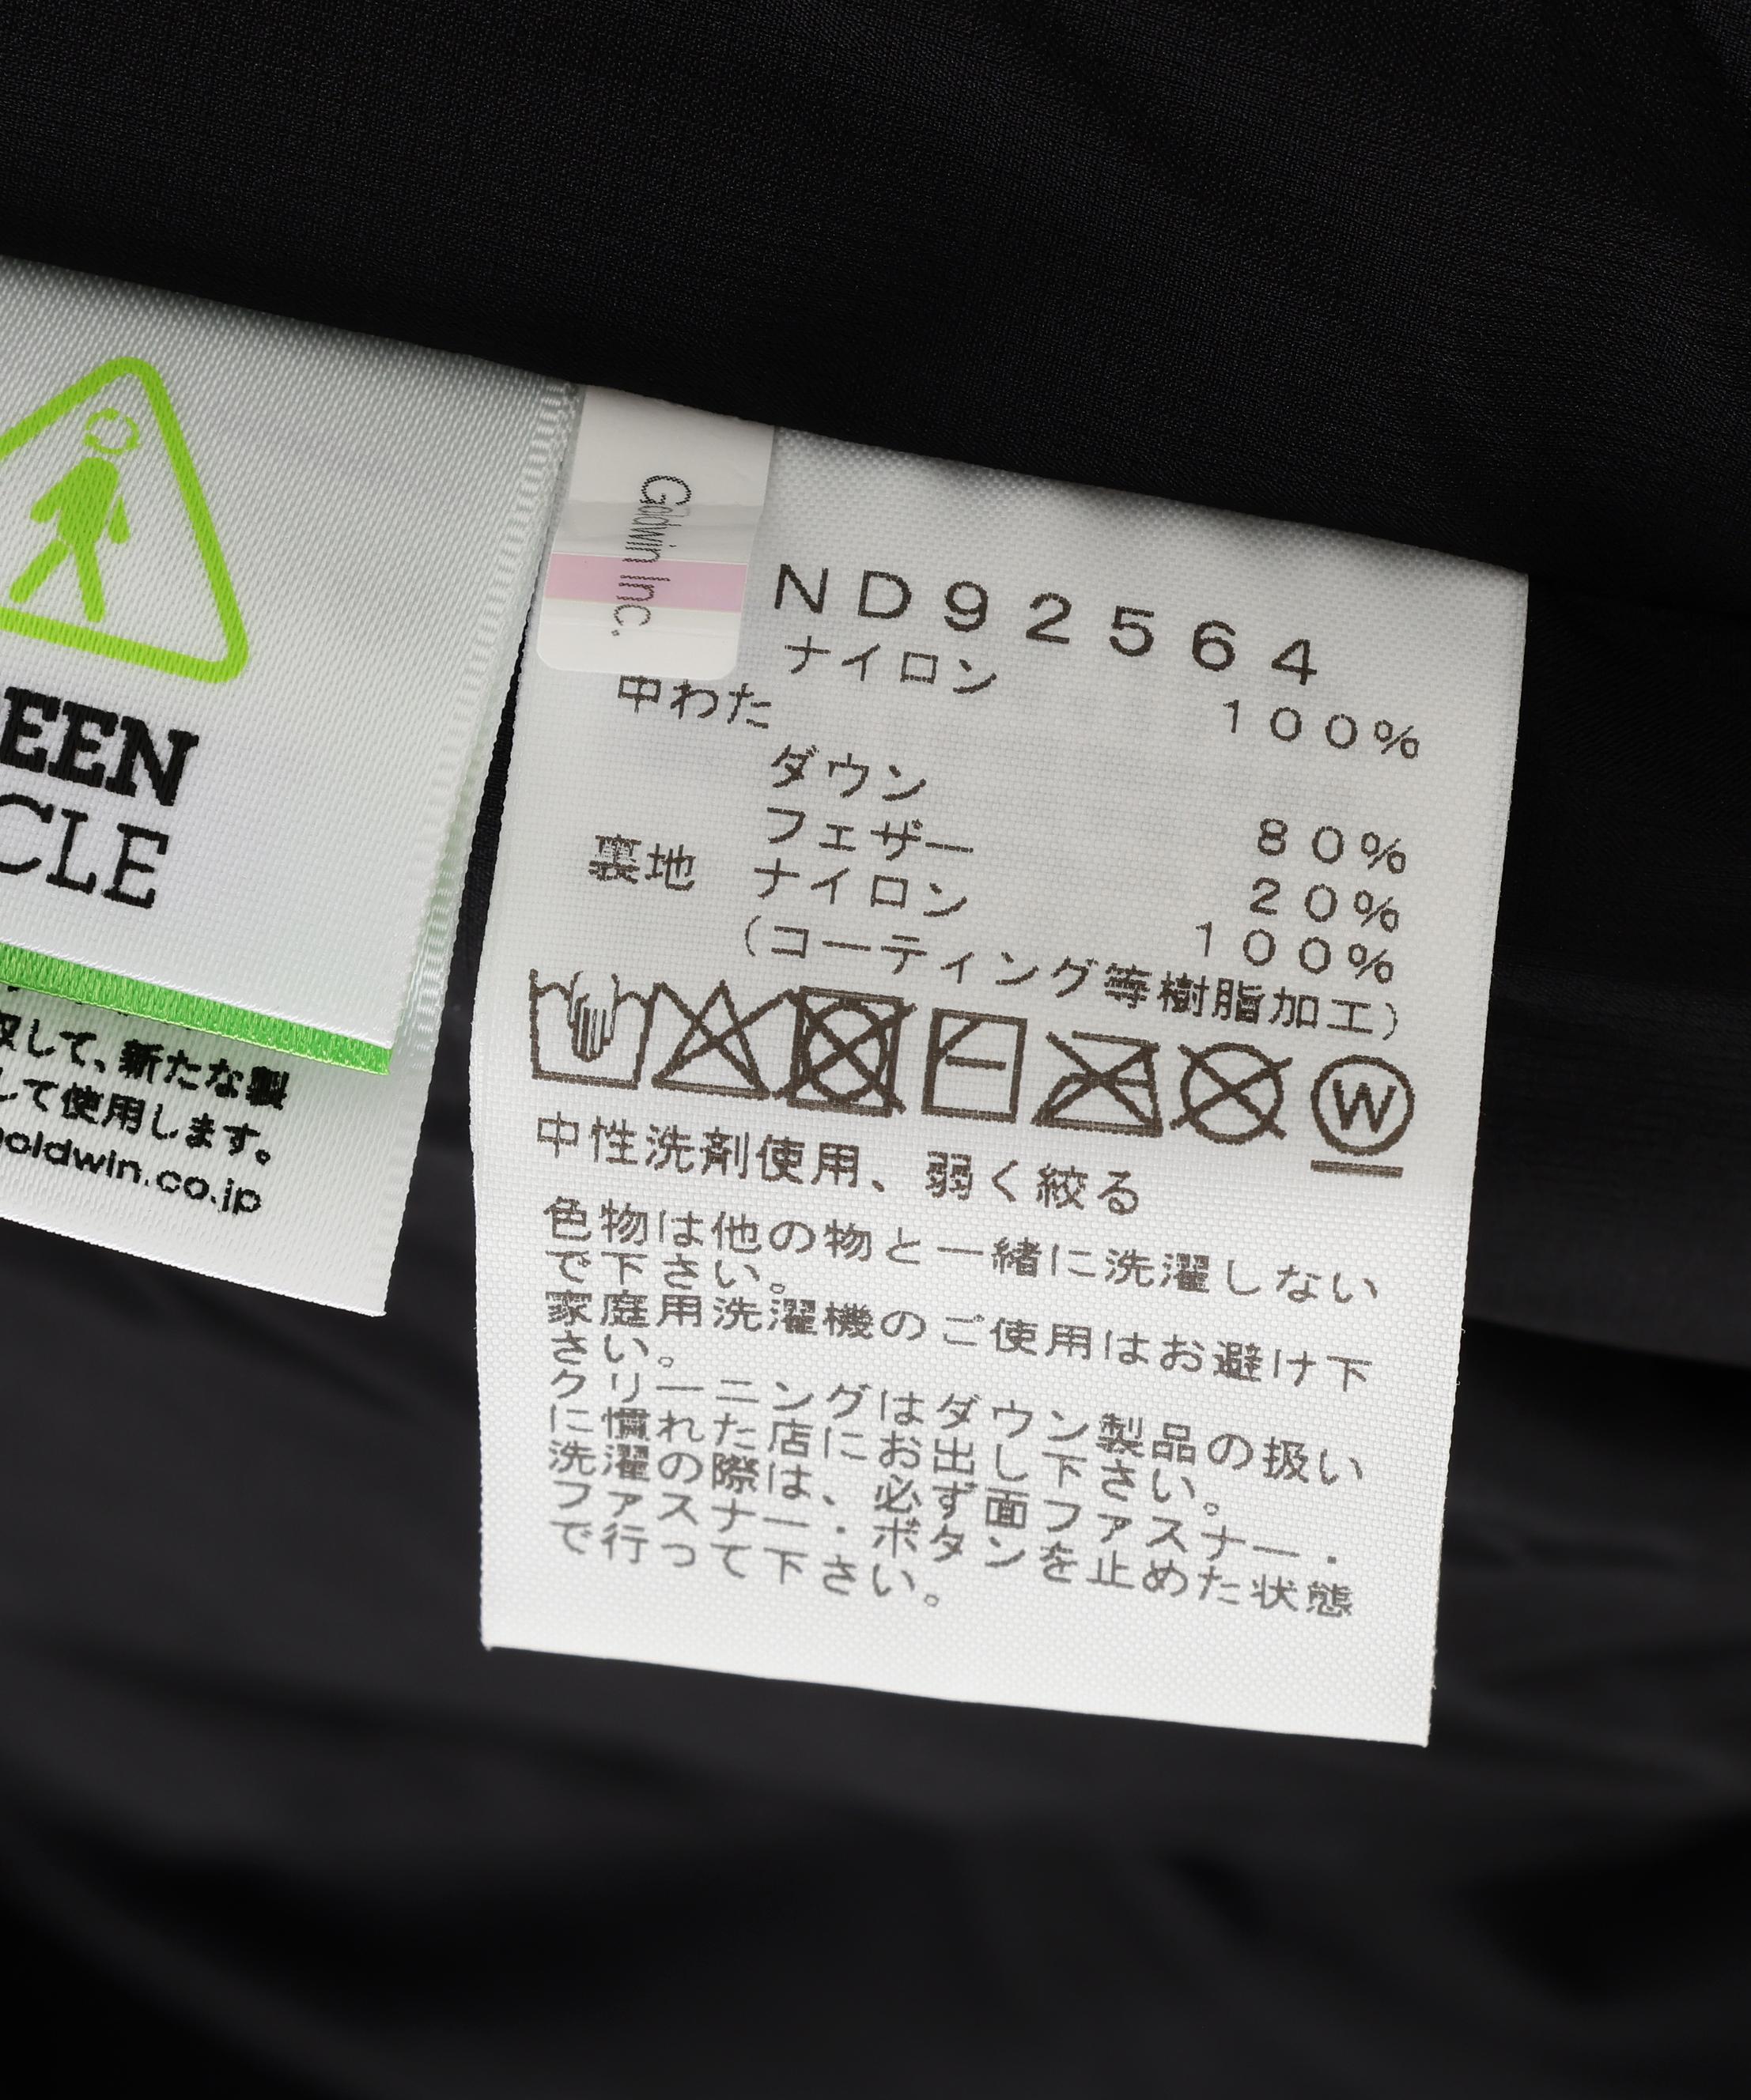 EEN
CLE
収して、新たな製
して使用します。
oldwin.co.jp
Goldwin Inc.
ND92564
ナイロン 100%
中わた
ダウン 80%
フェザー 20%
裏地 ナイロン 100%
(コーティング等樹脂加工)
W
中性洗剤使用、弱く絞る
色物は他の物と一緒に洗濯しない
で下さい。
家庭用洗濯機のご使用はお避け下
さい。
クリーニングはダウン製品の扱い
に慣れた店にお出し下さい。
洗濯の際は、必ず面ファスナー・
ファスナー・ボタンを止めた状態
で行って下さい。